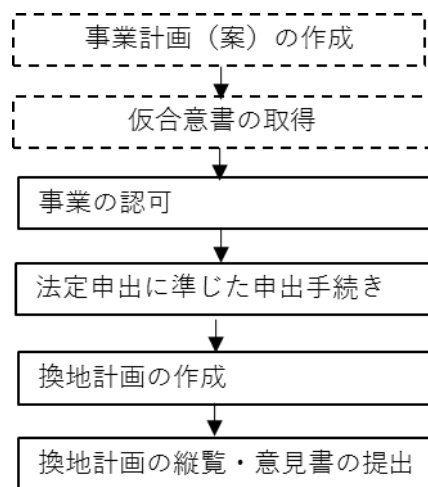 事業計画（案）の作成
仮合意書の取得
事業の認可
法定申出に準じた申出手続き
換地計画の作成
換地計画の縦覧・意見書の提出